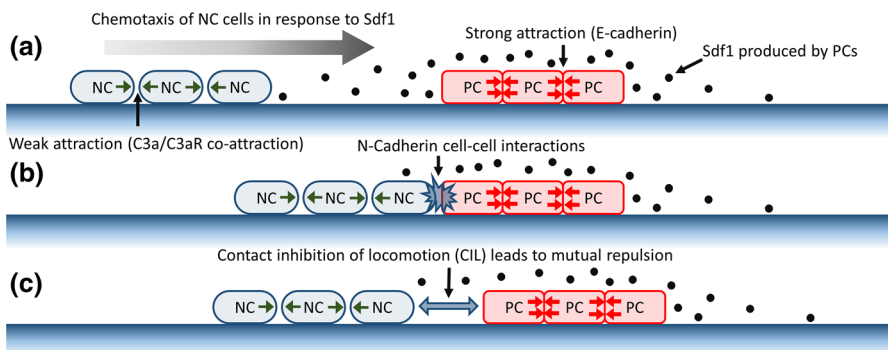 Chemotaxis of NC cells in response to Sdf1
(a)
Strong attraction (E-cadherin)
Sdf1 produced by PCs
NC NC NC PC PC PC
Weak attraction (C3a/C3aR co-attraction)
N-Cadherin cell-cell interactions
(b)
NC NC NC PC PC PC
Contact inhibition of locomotion (CIL) leads to mutual repulsion
(c)
NC NC NC PC PC PC